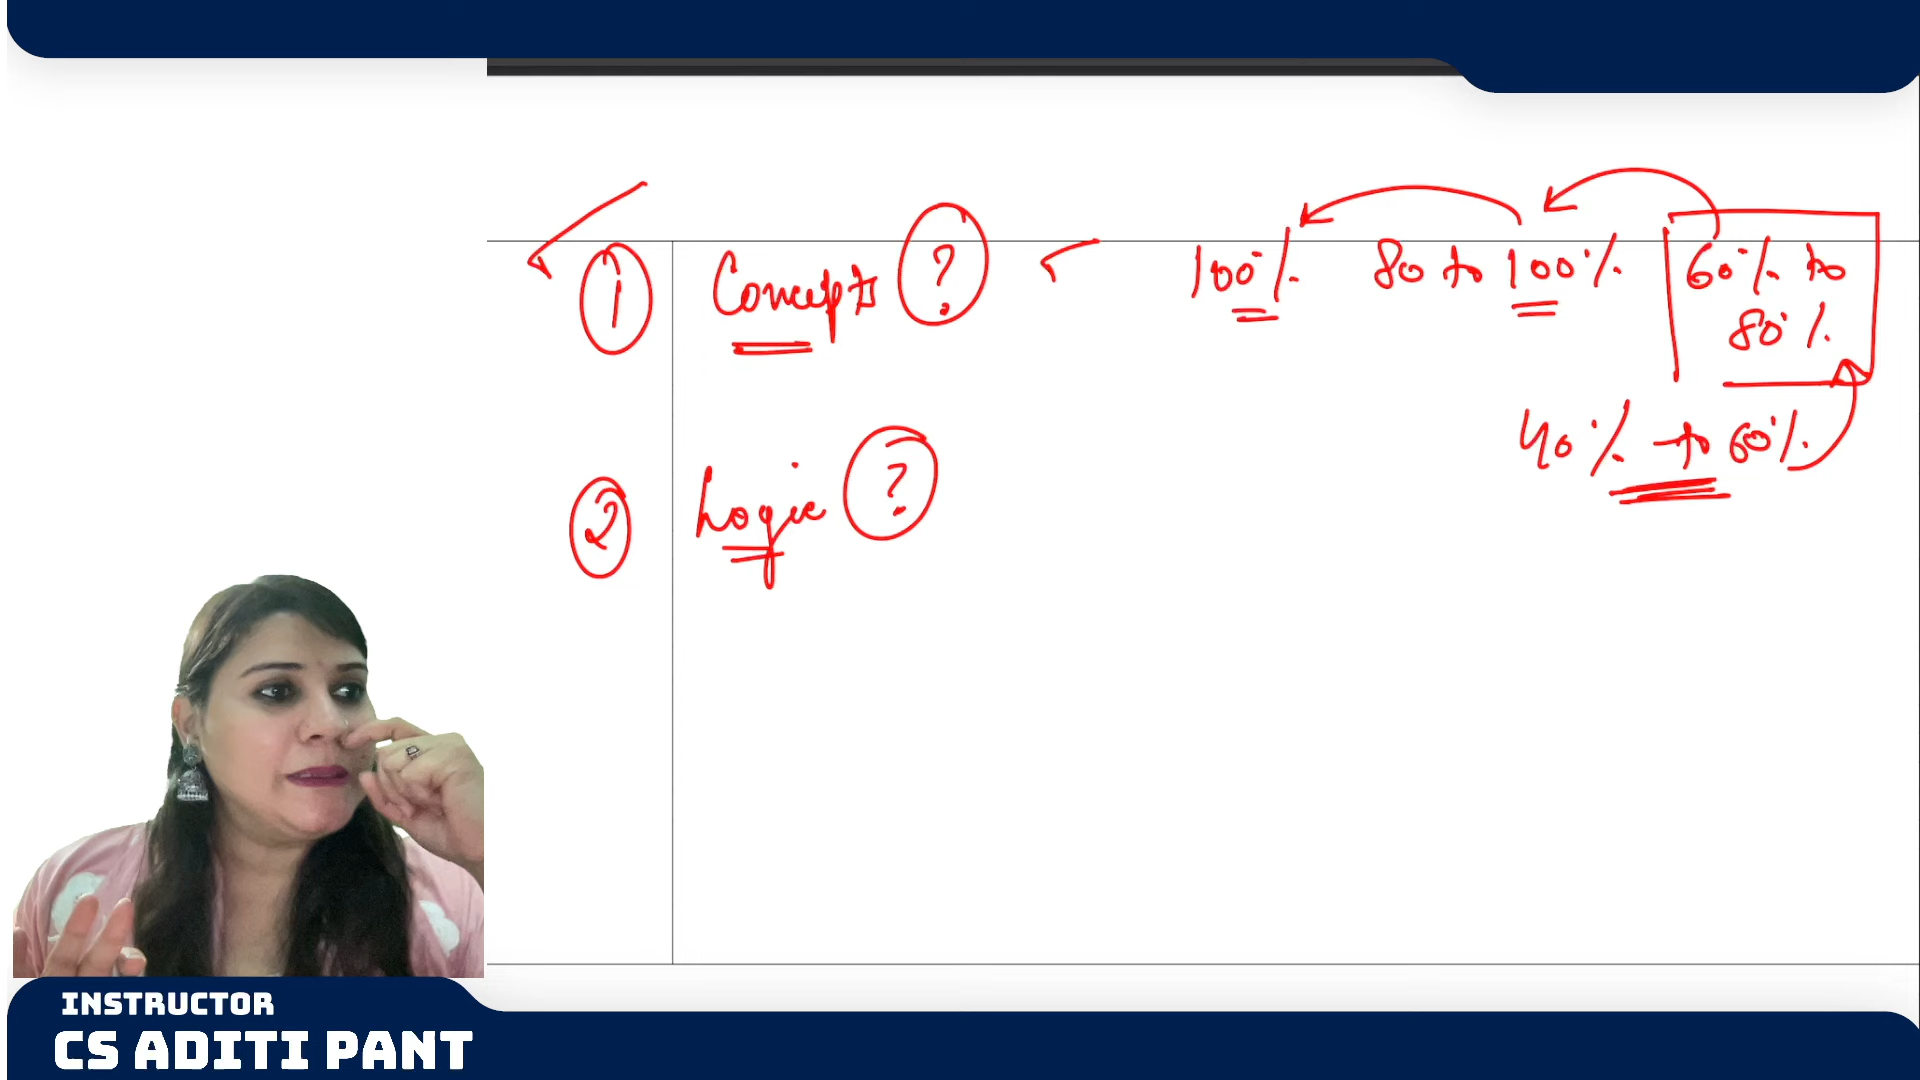 1 Concepts ? 100% 80 to 100% 60% to
80%
40% to 60%
2 Logic ?
INSTRUCTOR
CS ADITI PANT